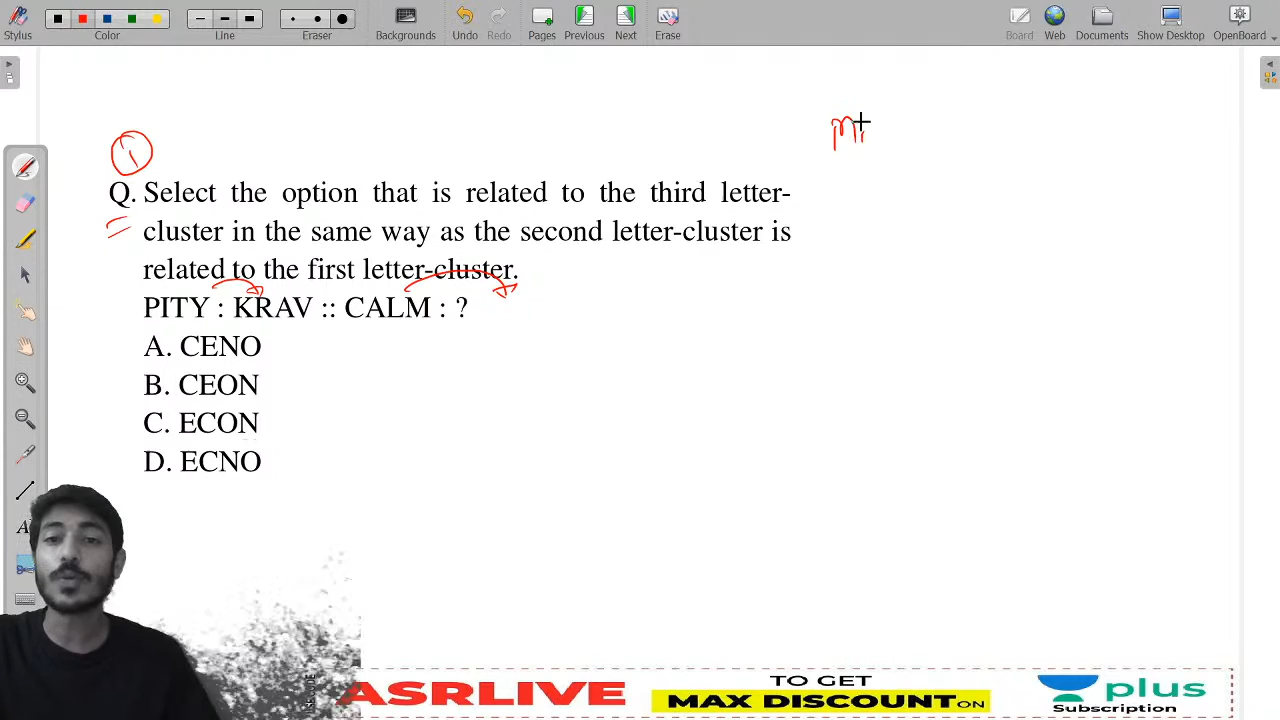 Stylus
Color
Line
Eraser
Backgrounds
Undo
Redo
Pages
Previous
Next
Erase
Board
Web
Documents
Show Desktop
OpenBoard
1
Q. Select the option that is related to the third letter-
cluster in the same way as the second letter-cluster is
related to the first letter-cluster.
PITY : KRAV :: CALM : ?
A. CENO
B. CEON
C. ECON
D. ECNO
ASRLIVE
TO GET
MAX DISCOUNT ON
plus
Subscription